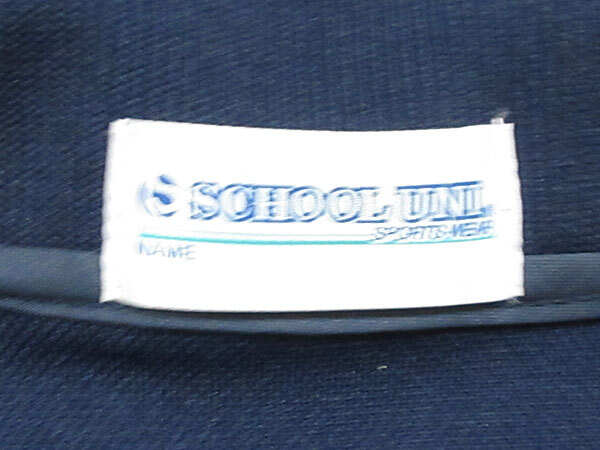 S SCHOOL UNI.
SPORTS WEAR
NAME